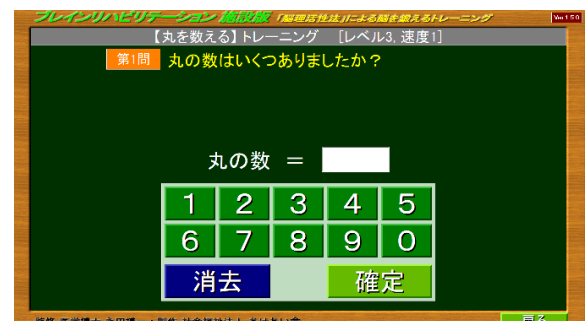 ブレインリハビリテーション 施設版 「脳理活性法」による脳を鍛えるトレーニング Ver 1 5 0
【丸を数える】トレーニング [レベル3, 速度1]
第1問 丸の数はいくつありましたか？
丸の数 ＝
1 2 3 4 5
6 7 8 9 0
消去 確定
戻る